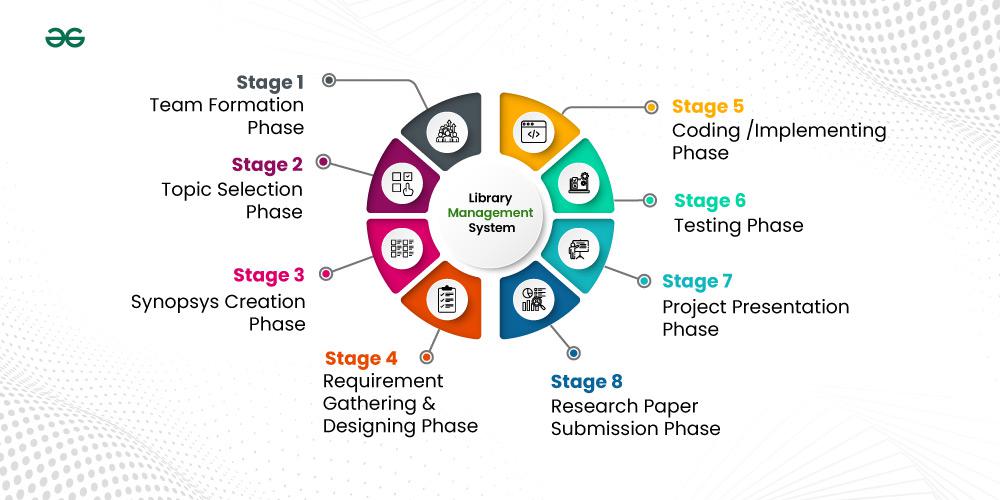 Stage 1
Team Formation
Phase
Stage 2
Topic Selection
Phase
Stage 3
Synopsys Creation
Phase
Stage 4
Requirement
Gathering &
Designing Phase
Library
Management
System
Stage 5
Coding /Implementing
Phase
Stage 6
Testing Phase
Stage 7
Project Presentation
Phase
Stage 8
Research Paper
Submission Phase